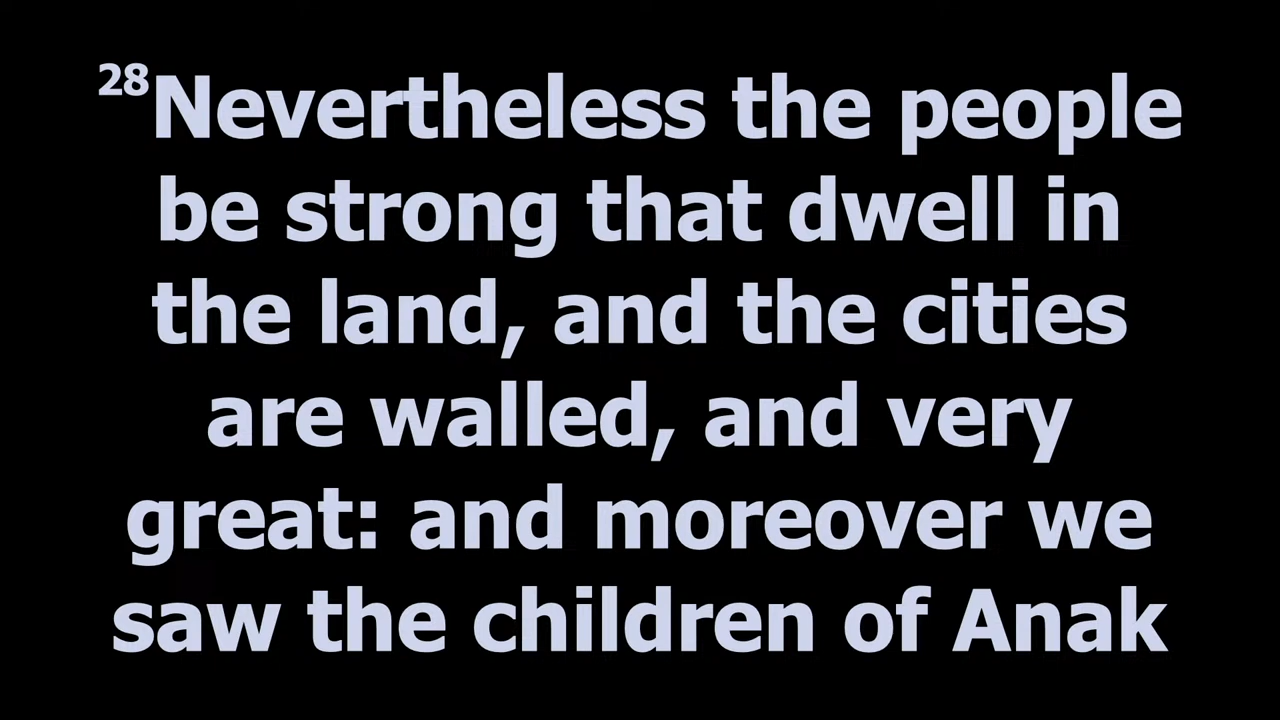 28Nevertheless the people
be strong that dwell in
the land, and the cities
are walled, and very
great: and moreover we
saw the children of Anak